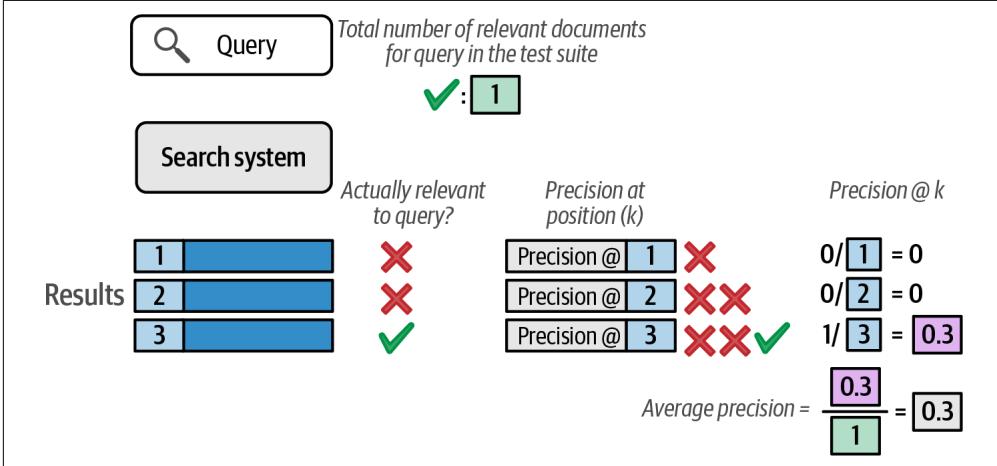 Query
Total number of relevant documents
for query in the test suite
: 1
Search system
Actually relevant
to query?
Precision at
position (k)
Precision @ k
Results
1
Precision @ 1
0/ 1 = 0
2
Precision @ 2
0/ 2 = 0
3
Precision @ 3
1/ 3 = 0.3
Average precision = 0.3 / 1 = 0.3